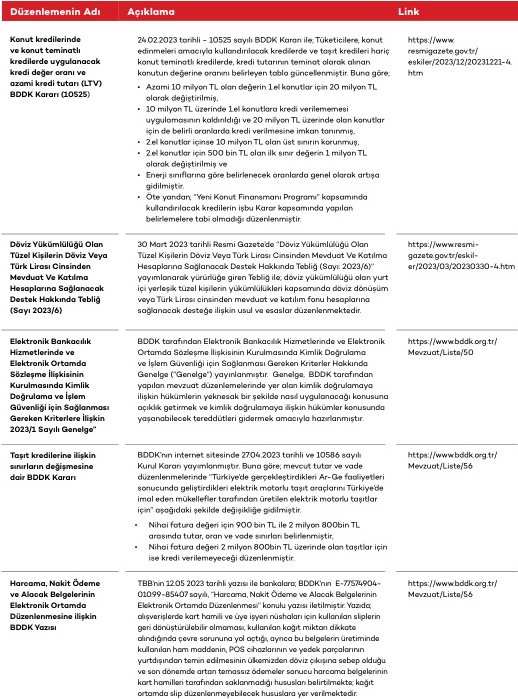 Düzenlemenin Adı Açıklama Link
Konut kredilerinde
ve konut teminatlı
kredilerde uygulanacak
kredi değer oranı ve
azami kredi tutarı (LTV)
BDDK Kararı (10525)
24.02.2023 tarihli - 10525 sayılı BDDK Kararı ile; Tüketicilere, konut
edinmeleri amacıyla kullandırılacak kredilerde ve taşıt kredileri hariç
konut teminatlı kredilerde, kredi tutarının teminat olarak alınan
konutun değerine oranını belirleyen tablo güncellenmiştir. Buna göre;
• Azami 10 milyon TL olan değerin 1.el konutlar için 20 milyon TL
olarak değiştirilmiş,
• 10 milyon TL üzerinde 1.el konutlara kredi verilememesi
uygulamasının kaldırıldığı ve 20 milyon TL üzerinde olan konutlar
için de belirli oranlarda kredi verilmesine imkan tanınmış,
• 2.el konutlar içinse 10 milyon TL olan üst sınırın korunmuş,
• 2.el konutlar için 500 bin TL olan ilk sınır değerin 1 milyon TL
olarak değiştirilmiş ve
• Enerji sınıflarına göre belirlenecek oranlarda genel olarak artışa
gidilmiştir.
• Öte yandan; “Yeni Konut Finansmanı Programı” kapsamında
kullandırılacak kredilerin işbu Karar kapsamında yapılan
belirlemelere tabi olmadığı düzenlenmiştir.
https://www.
resmigazete.gov.tr/
eskiler/2023/12/20231221-4.
htm
Döviz Yükümlülüğü Olan
Tüzel Kişilerin Döviz Veya
Türk Lirası Cinsinden
Mevduat Ve Katılma
Hesaplarına Sağlanacak
Destek Hakkında Tebliğ
(Sayı 2023/6)
30 Mart 2023 tarihli Resmi Gazete’de “Döviz Yükümlülüğü Olan
Tüzel Kişilerin Döviz Veya Türk Lirası Cinsinden Mevduat Ve Katılma
Hesaplarına Sağlanacak Destek Hakkında Tebliğ (Sayı: 2023/6)”
yayımlanarak yürürlüğe giren Tebliğ ile; döviz yükümlülüğü olan yurt
içi yerleşik tüzel kişilerin yükümlülükleri kapsamında döviz dönüşüm
veya Türk Lirası cinsinden mevduat ve katılım fonu hesaplarına
sağlanacak desteğe ilişkin usul ve esaslar düzenlenmektedir.
https://www.resmi-
gazete.gov.tr/eskil-
er/2023/03/20230330-4.htm
Elektronik Bankacılık
Hizmetlerinde ve
Elektronik Ortamda
Sözleşme İlişkisinin
Kurulmasında Kimlik
Doğrulama ve İşlem
Güvenliği için Sağlanması
Gereken Kriterlere İlişkin
2023/1 Sayılı Genelge”
BDDK tarafından Elektronik Bankacılık Hizmetlerinde ve Elektronik
Ortamda Sözleşme İlişkisinin Kurulmasında Kimlik Doğrulama
ve İşlem Güvenliği için Sağlanması Gereken Kriterler Hakkında
Genelge (“Genelge”) yayınlanmıştır. Genelge, BDDK tarafından
yapılan mevzuat düzenlemelerinde yer alan kimlik doğrulamaya
ilişkin hükümlerin yeknesak bir şekilde nasıl uygulanacağı konusuna
açıklık getirmek ve kimlik doğrulamaya ilişkin hükümler konusunda
yaşanabilecek tereddütleri gidermek amacıyla hazırlanmıştır.
https://www.bddk.org.tr/
Mevzuat/Liste/50
Taşıt kredilerine ilişkin
sınırların değişmesine
dair BDDK Kararı
BDDK’nın internet sitesinde 27.04.2023 tarihli ve 10586 sayılı
Kurul Kararı yayımlanmıştır. Buna göre; mevcut tutar ve vade
düzenlemelerinde “Türkiye’de gerçekleştirdikleri Ar-Ge faaliyetleri
sonucunda geliştirdikleri elektrik motorlu taşıt araçlarını Türkiye’de
imal eden mükellefler tarafından üretilen elektrik motorlu taşıtlar
için” aşağıdaki şekilde değişikliğe gidilmiştir.
• Nihai fatura değeri için 900 bin TL ile 2 milyon 800bin TL
arasında tutar, oran ve vade sınırları belirlenmiştir,
• Nihai fatura değeri 2 milyon 800bin TL üzerinde olan taşıtlar için
ise kredi verilemeyeceği düzenlenmiştir.
https://www.bddk.org.tr/
Mevzuat/Liste/56
Harcama, Nakit Ödeme
ve Alacak Belgelerinin
Elektronik Ortamda
Düzenlenmesine ilişkin
BDDK Yazısı
TBB’nin 12.05 2023 tarihli yazısı ile bankalara; BDDK’nın E-77574904-
010.99-85407 sayılı, “Harcama, Nakit Ödeme ve Alacak Belgelerinin
Elektronik Ortamda Düzenlenmesi” konulu yazısı iletilmiştir. Yazıda;
alışverişlerde kart hamili ve üye işyeri nüshaları için kullanılan sliplerin
geri dönüştürülebilir olmaması, kullanılan kağıt miktarı dikkate
alındığında çevre sorununa yol açtığı, ayrıca bu belgelerin üretiminde
kullanılan ham maddenin, POS cihazlarının ve yedek parçalarının
yurtdışından temin edilmesinin ülkemizden döviz çıkışına sebep olduğu
ve son dönemde artan temassız ödemeler sonucu harcama belgelerinin
kart hamilleri tarafından saklanmadığı hususları belirtilmekte; kağıt
ortamda slip düzenlenmeyebilecek hususlara yer verilmektedir.
https://www.bddk.org.tr/
Mevzuat/Liste/56